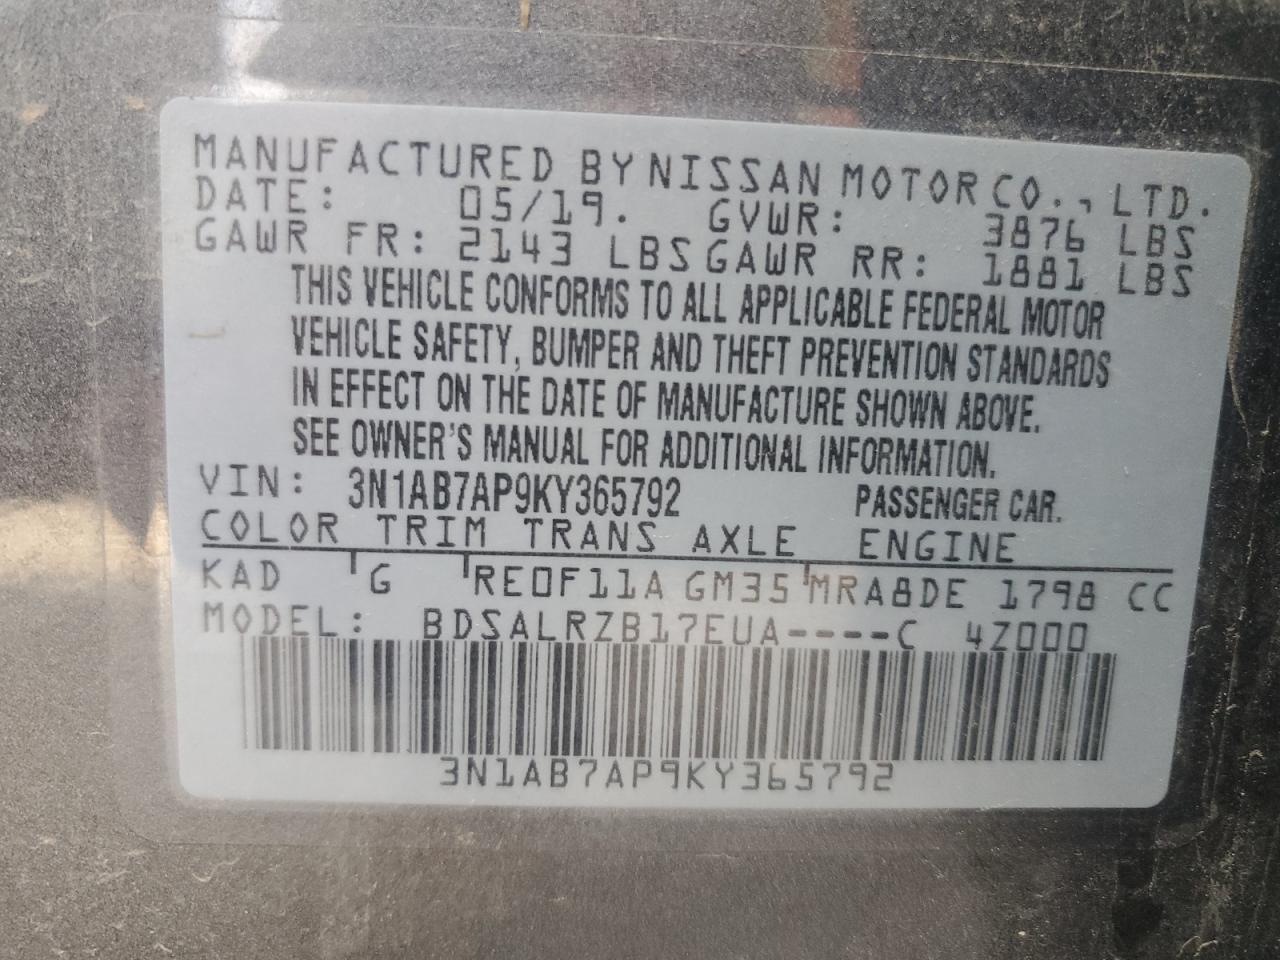 MANUFACTURED BY NISSAN MOTOR CO., LTD.
DATE: 05/19. GVWR: 3876 LBS
GAWR FR: 2143 LBS GAWR RR: 1881 LBS
THIS VEHICLE CONFORMS TO ALL APPLICABLE FEDERAL MOTOR
VEHICLE SAFETY, BUMPER AND THEFT PREVENTION STANDARDS
IN EFFECT ON THE DATE OF MANUFACTURE SHOWN ABOVE.
SEE OWNER'S MANUAL FOR ADDITIONAL INFORMATION.
VIN: 3N1AB7AP9KY365792 PASSENGER CAR.
COLOR TRIM TRANS AXLE ENGINE
KAD G RE0F11A GM35 MRA8DE 1798 CC
MODEL: BDSALRZB17EUA----C 4Z000
3N1AB7AP9KY365792